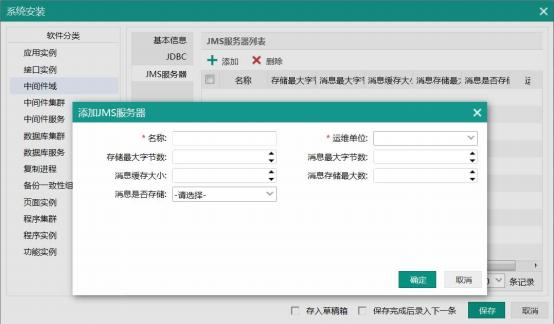 系统安装
软件分类
应用实例
接口实例
中间件域
中间件集群
中间件服务
数据库集群
数据库服务
复制进程
备份一致性组
页面实例
程序集群
程序实例
功能实例
基本信息
JDBC
JMS服务器
JMS服务器列表
添加 删除
名称 存储最大字节 消息最大字节 消息缓存大小 消息存储最大 消息是否存储
添加JMS服务器
* 名称: * 运维单位:
存储最大字节数: 消息最大字节数:
消息缓存大小: 消息存储最大数:
消息是否存储: -请选择-
确定 取消
0 条记录
存入草稿箱 保存完成后录入下一条 保存 取消